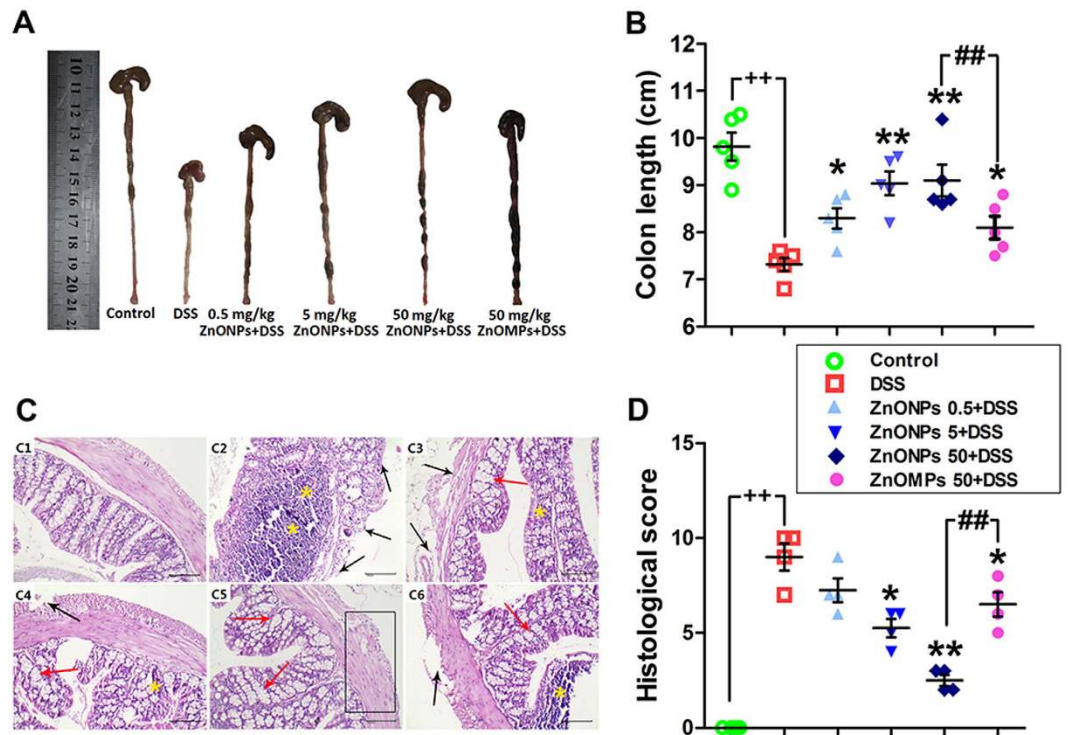 A
10
11
12
13
14
15
16
17
18
19
20
21
Control
DSS
0.5 mg/kg
ZnONPs+DSS
5 mg/kg
ZnONPs+DSS
50 mg/kg
ZnONPs+DSS
50 mg/kg
ZnOMPs+DSS
B
Colon length (cm)
12
11
10
9
8
7
6
++
*
**
**
##
*
Control
DSS
ZnONPs 0.5+DSS
ZnONPs 5+DSS
ZnONPs 50+DSS
ZnOMPs 50+DSS
C
C1
C2
*
*
C3
*
C4
*
C5
C6
*
D
Histological score
15
10
5
0
++
*
**
##
*